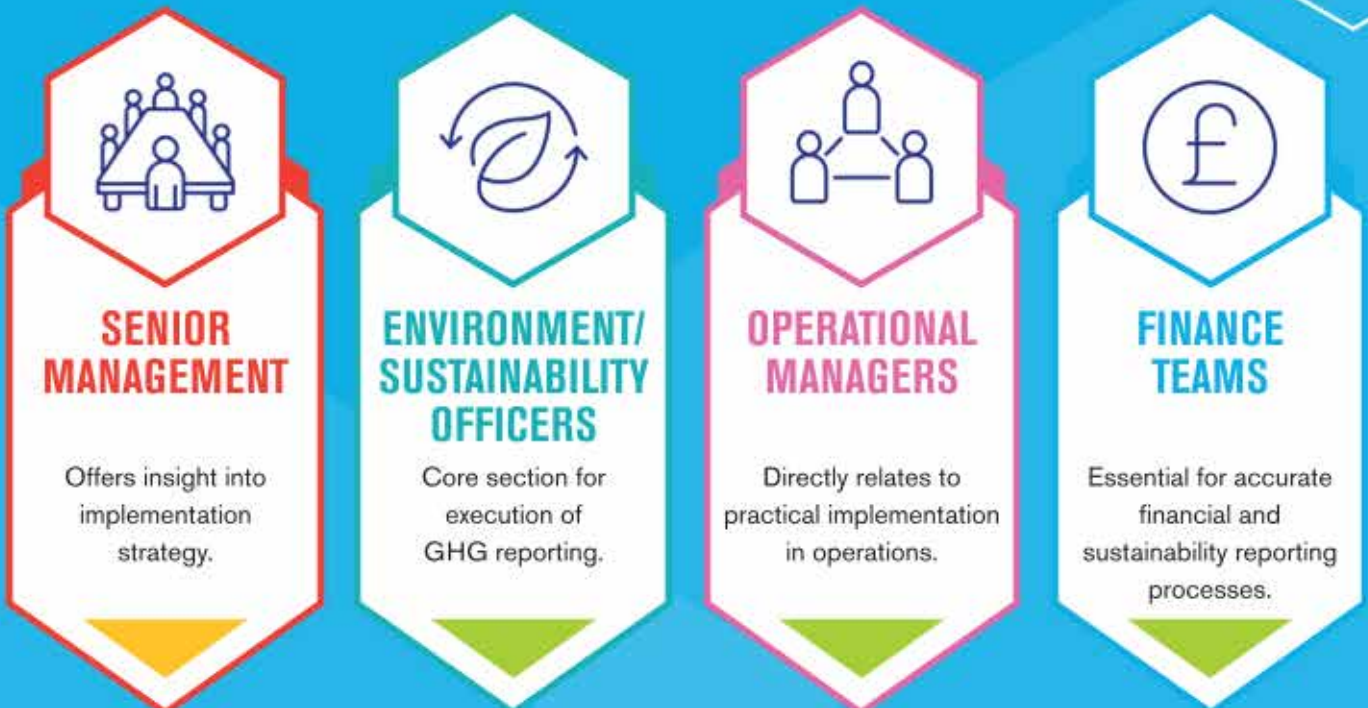 SENIOR
MANAGEMENT
Offers insight into
implementation
strategy.
ENVIRONMENT/
SUSTAINABILITY
OFFICERS
Core section for
execution of
GHG reporting.
OPERATIONAL
MANAGERS
Directly relates to
practical implementation
in operations.
£
FINANCE
TEAMS
Essential for accurate
financial and
sustainability reporting
processes.